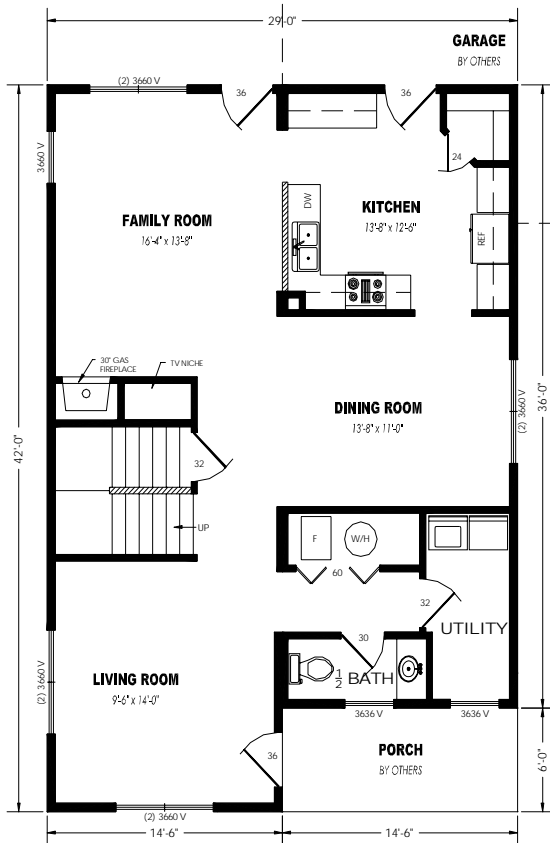 29'-0"
GARAGE
BY OTHERS
(2) 3660 V
36
36
3660 V
24
DW
KITCHEN
13'-8" x 12'-6"
FAMILY ROOM
16'-4" x 13'-8"
REF
30" GAS
FIREPLACE
TV NICHE
DINING ROOM
13'-8" x 11'-0"
(2) 3660 V
36'-0"
42'-0"
32
UP
F
W/H
60
32
UTILITY
30
1/2 BATH
LIVING ROOM
9'-6" x 14'-0"
(2) 3660 V
3636 V
3636 V
36
PORCH
BY OTHERS
6'-0"
(2) 3660 V
14'-6"
14'-6"